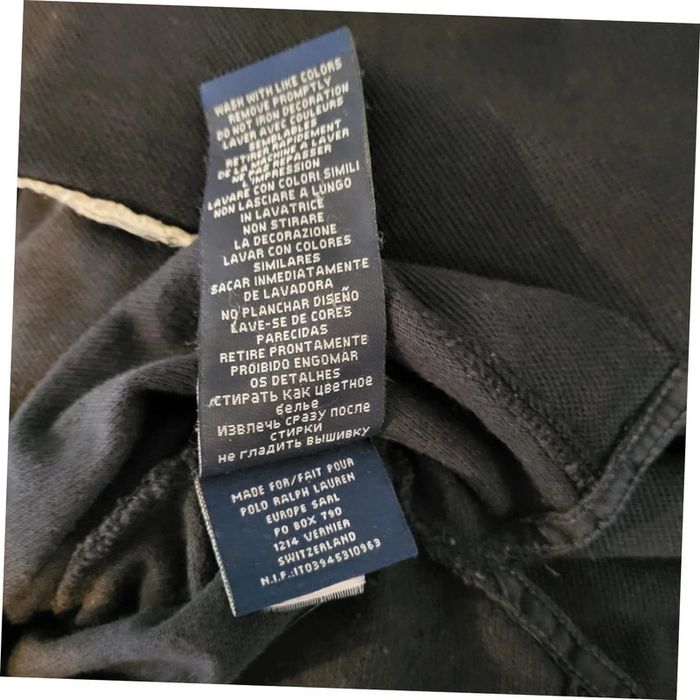 WASH WITH LIKE COLORS
REMOVE PROMPTLY
DO NOT IRON DECORATION
LAVER AVEC COULEURS
SEMBLABLES
RETIRER RAPIDEMENT
DE LA MACHINE A LAVER
NE PAS REPASSER
L'IMPRESSION
LAVARE CON COLORI SIMILI
NON LASCIARE A LUNGO
IN LAVATRICE
NON STIRARE
LA DECORAZIONE
LAVAR CON COLORES
SIMILARES
SACAR INMEDIATAMENTE
DE LAVADORA
NO PLANCHAR DISEÑO
LAVE-SE DE CORES
PARECIDAS
RETIRE PRONTAMENTE
PROIBIDO ENGOMAR
OS DETALHES
СТИРАТЬ КАК ЦВЕТНОЕ
белье
ИЗВЛЕЧЬ СРАЗУ ПОСЛЕ
СТИРКИ
не гладить вышивку
MADE FOR/FAIT POUR
POLO RALPH LAUREN
EUROPE SARL
PO BOX 790
1214 VERNIER
SWITZERLAND
N.I.F.:IT03945310963